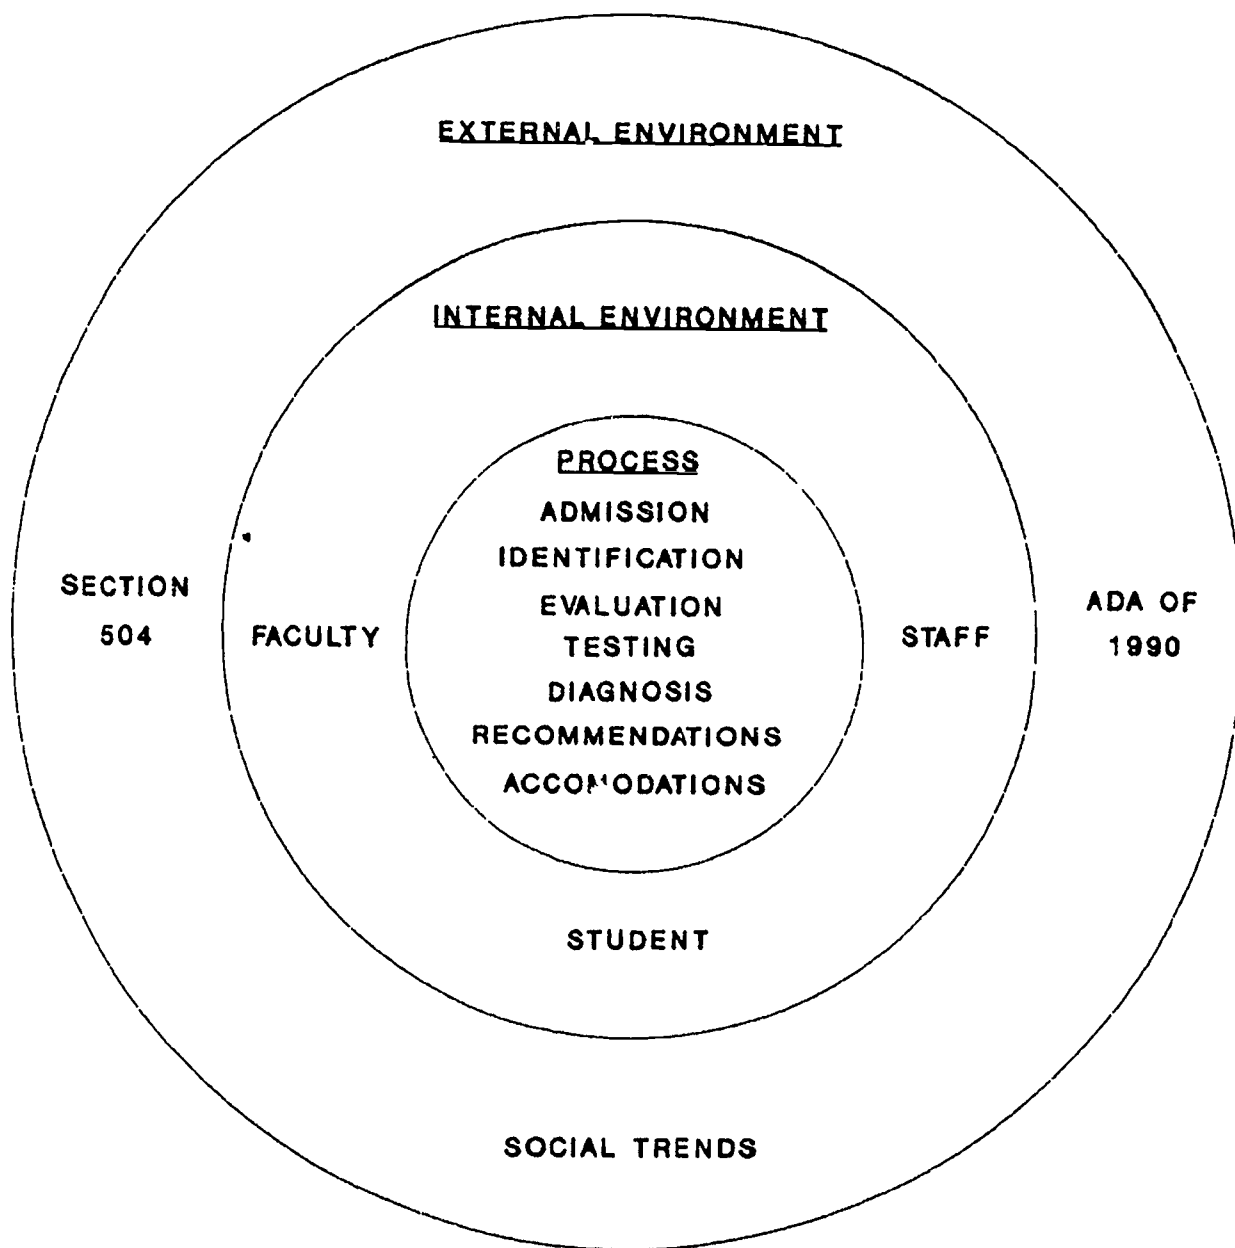 EXTERNAL ENVIRONMENT
INTERNAL ENVIRONMENT
PROCESS
ADMISSION
IDENTIFICATION
EVALUATION
TESTING
DIAGNOSIS
RECOMMENDATIONS
ACCOMODATIONS
SECTION
504
FACULTY
STAFF
ADA OF
1990
STUDENT
SOCIAL TRENDS